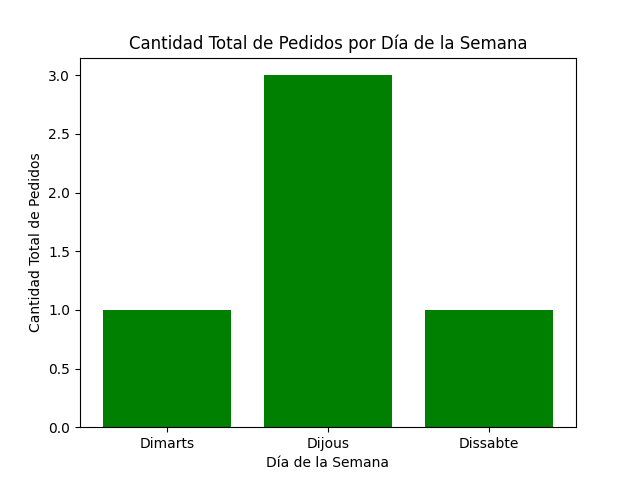 Cantidad Total de Pedidos por Día de la Semana
Cantidad Total de Pedidos
3.0
2.5
2.0
1.5
1.0
0.5
0.0
Dimarts Dijous Dissabte
Día de la Semana